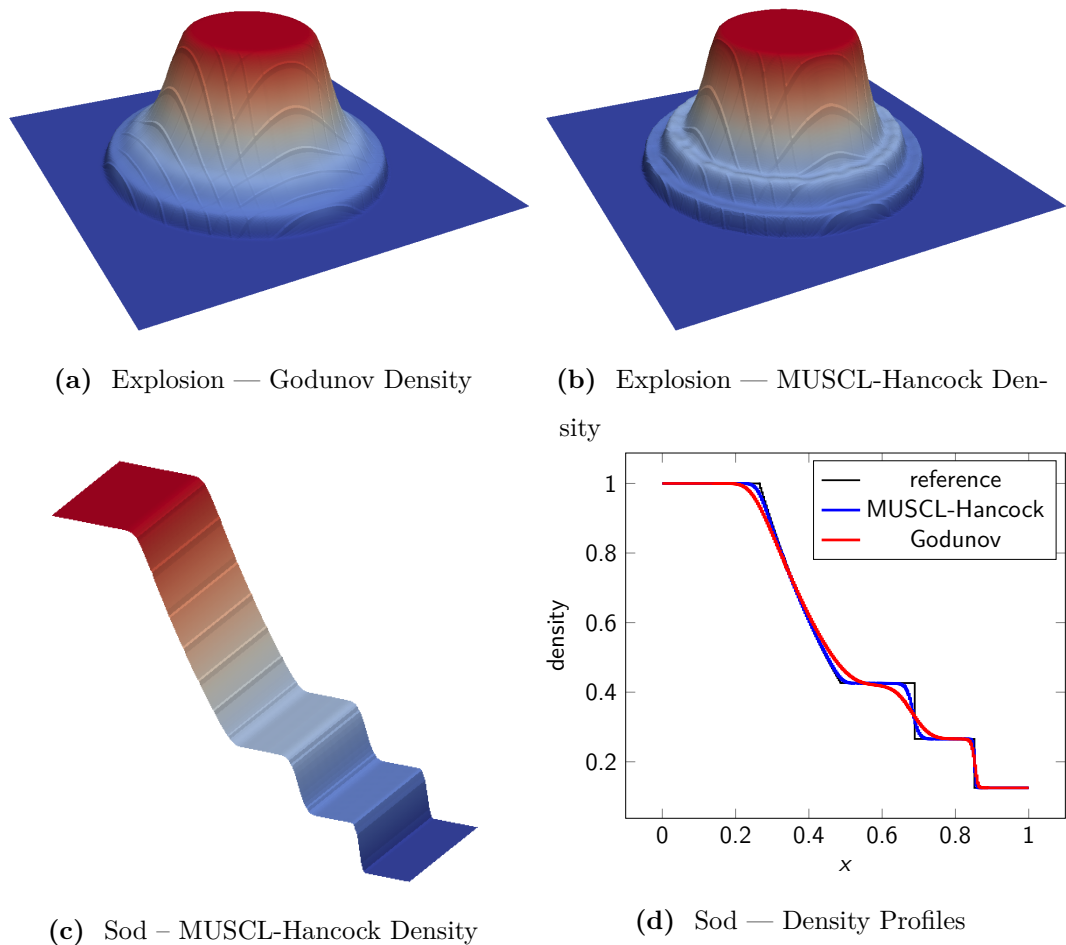 (a) Explosion — Godunov Density
(b) Explosion — MUSCL-Hancock Den-
sity
(c) Sod – MUSCL-Hancock Density
reference
MUSCL-Hancock
Godunov
1
0.8
0.6
0.4
0.2
density
0 0.2 0.4 0.6 0.8 1
x
(d) Sod — Density Profiles